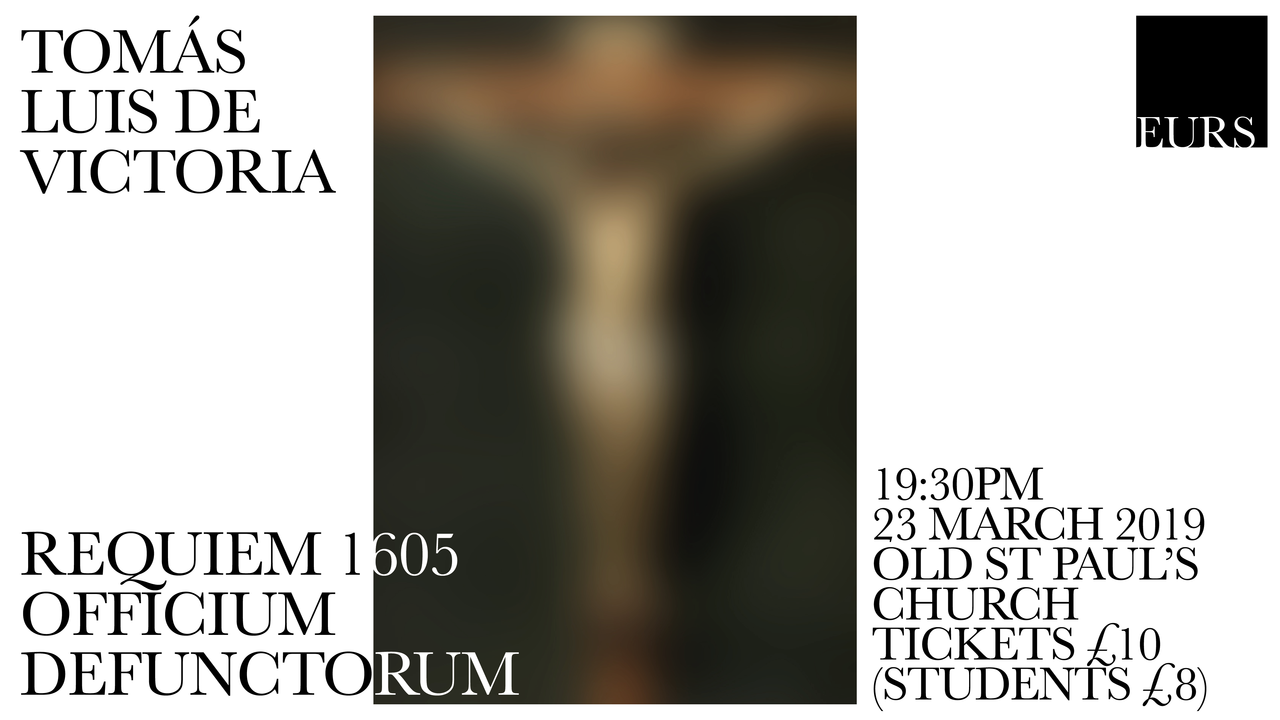 TOMÁS
LUIS DE
VICTORIA
REQUIEM 1605
OFFICIUM
DEFUNCTORUM
EURS
19:30PM
23 MARCH 2019
OLD ST PAUL’S
CHURCH
TICKETS £10
(STUDENTS £8)